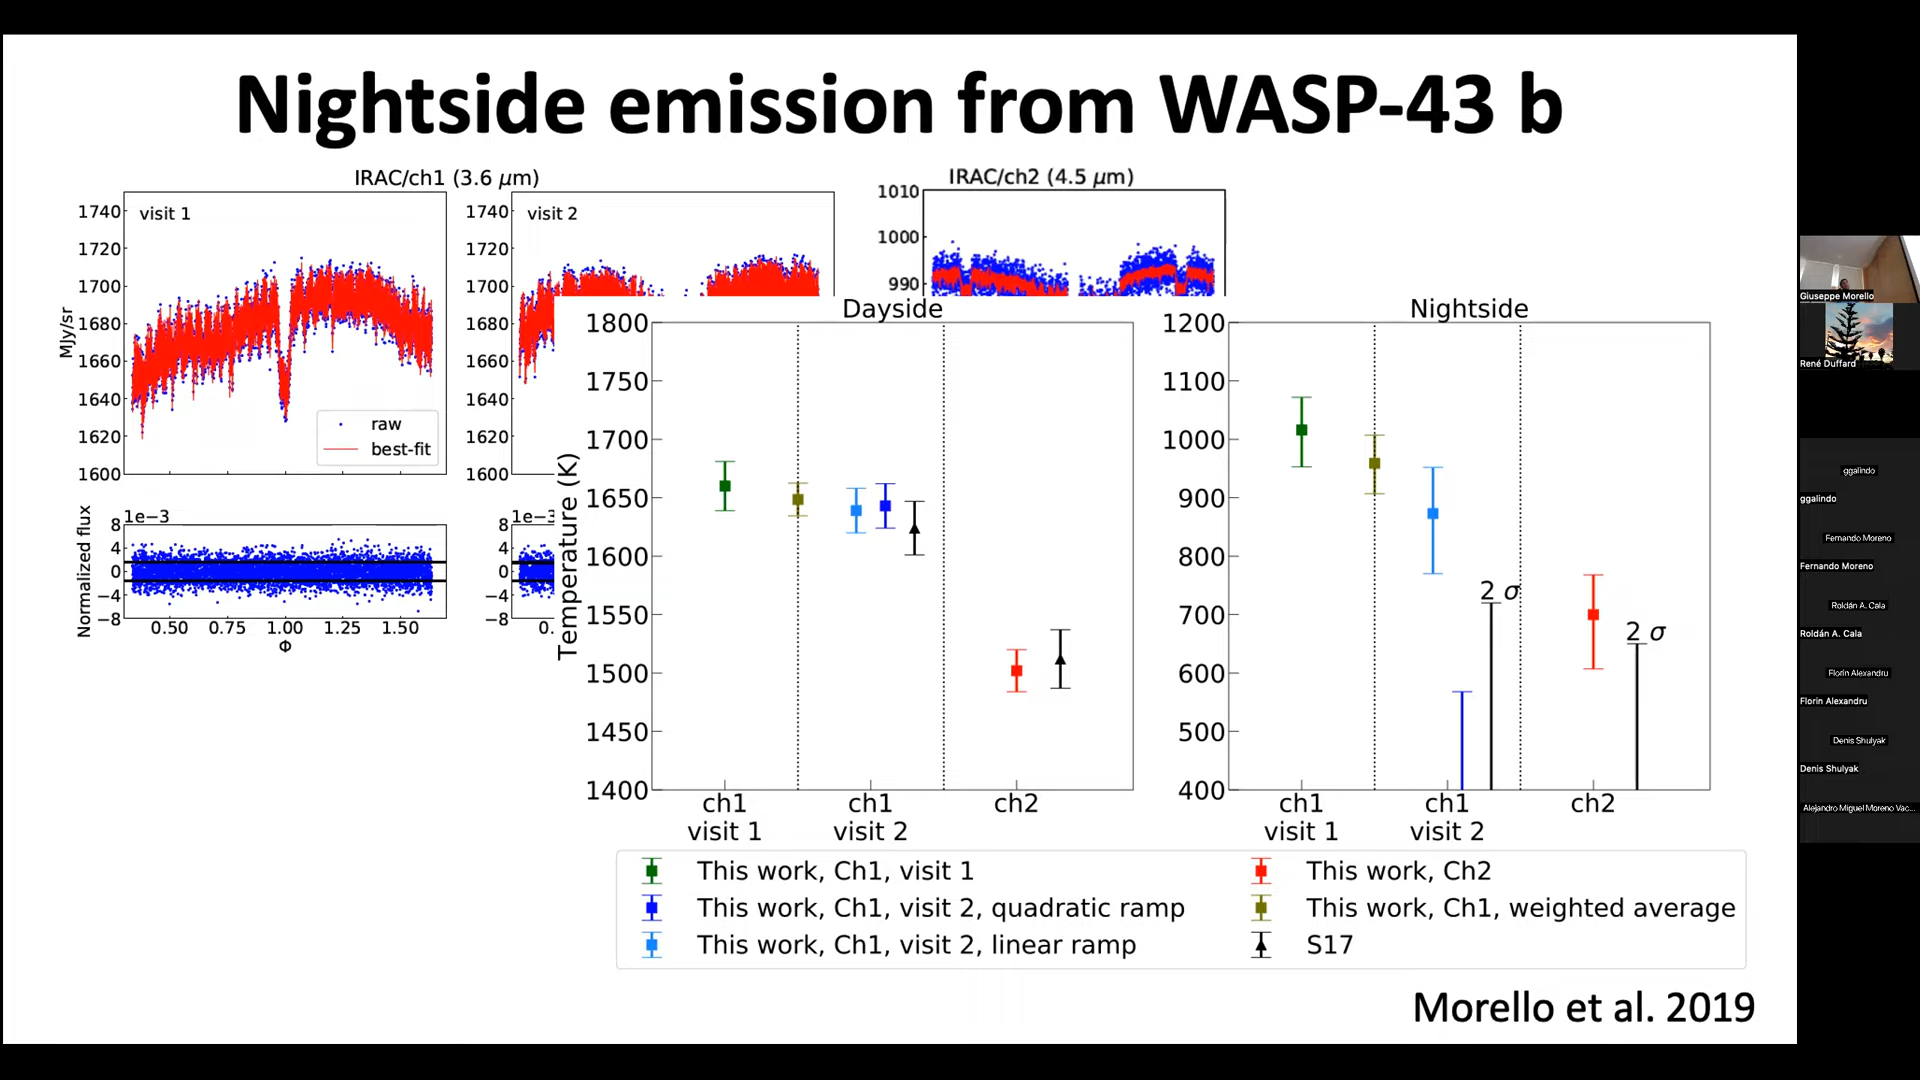 Nightside emission from WASP-43 b
IRAC/ch1 (3.6 μm)
IRAC/ch2 (4.5 μm)
visit 1
visit 2
1740
1720
1700
1680
1660
1640
1620
1600
MJy/sr
raw
best-fit
1740
1720
1700
1680
1660
1640
1620
1600
1010
1000
990
Normalized flux
1e−3
8
4
0
−4
−8
0.50 0.75 1.00 1.25 1.50
Φ
1e−3
8
4
0
−4
−8
0.
Dayside
Temperature (K)
1800
1750
1700
1650
1600
1550
1500
1450
1400
ch1
visit 1
ch1
visit 2
ch2
Nightside
1200
1100
1000
900
800
700
600
500
400
2 σ
2 σ
ch1
visit 1
ch1
visit 2
ch2
This work, Ch1, visit 1
This work, Ch1, visit 2, quadratic ramp
This work, Ch1, visit 2, linear ramp
This work, Ch2
This work, Ch1, weighted average
S17
Morello et al. 2019
Giuseppe Morello
René Duffard
ggalindo
ggalindo
Fernando Moreno
Fernando Moreno
Roldán A. Cala
Roldán A. Cala
Florin Alexandru
Florin Alexandru
Denis Shulyak
Denis Shulyak
Alejandro Miguel Moreno Vac...